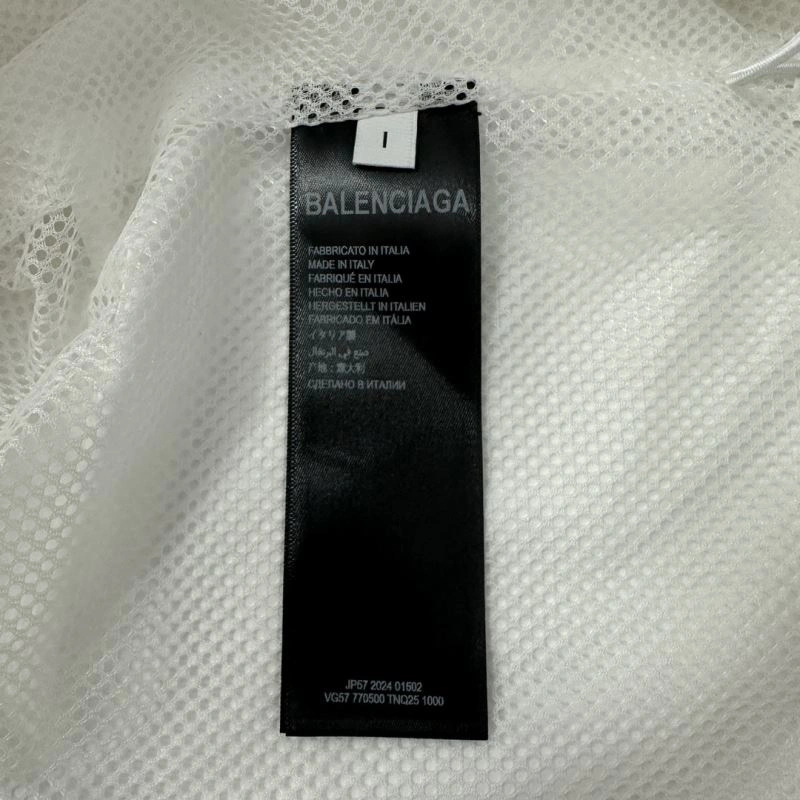 I
BALENCIAGA
FABBRICATO IN ITALIA
MADE IN ITALY
FABRIQUÉ EN ITALIA
HECHO EN ITALIA
HERGESTELLT IN ITALIEN
FABRICADO EM ITÁLIA
イタリア製
صنع في البرتغال
产地：意大利
СДЕЛАНО В ИТАЛИИ
JP57 2024 01502
VG57 770500 TNQ25 1000